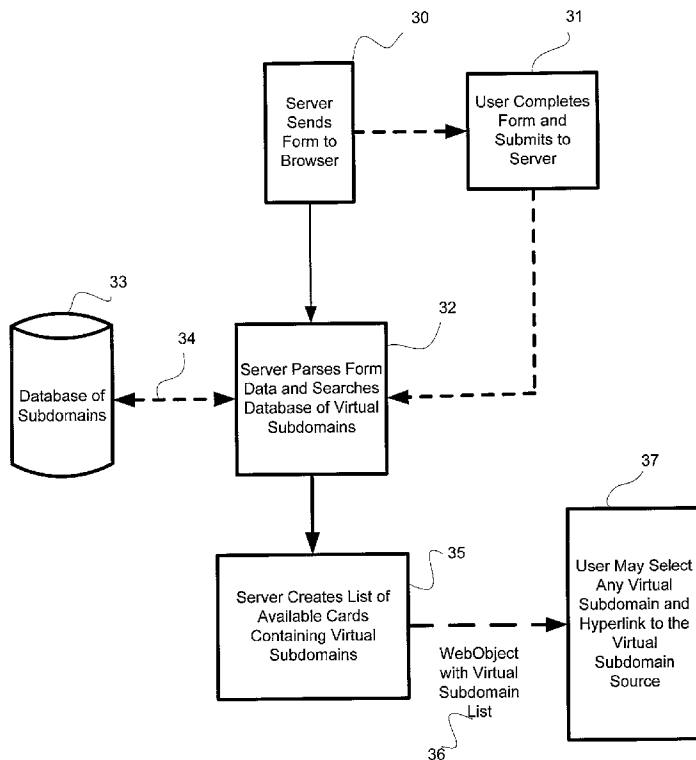 30
31
Server
Sends
Form to
Browser
User Completes
Form and
Submits to
Server
33
34
32
Database of
Subdomains
Server Parses Form
Data and Searches
Database of Virtual
Subdomains
35
37
Server Creates List of
Available Cards
Containing Virtual
Subdomains
WebObject
with Virtual
Subdomain
List
36
User May Select
Any Virtual
Subdomain and
Hyperlink to the
Virtual
Subdomain
Source